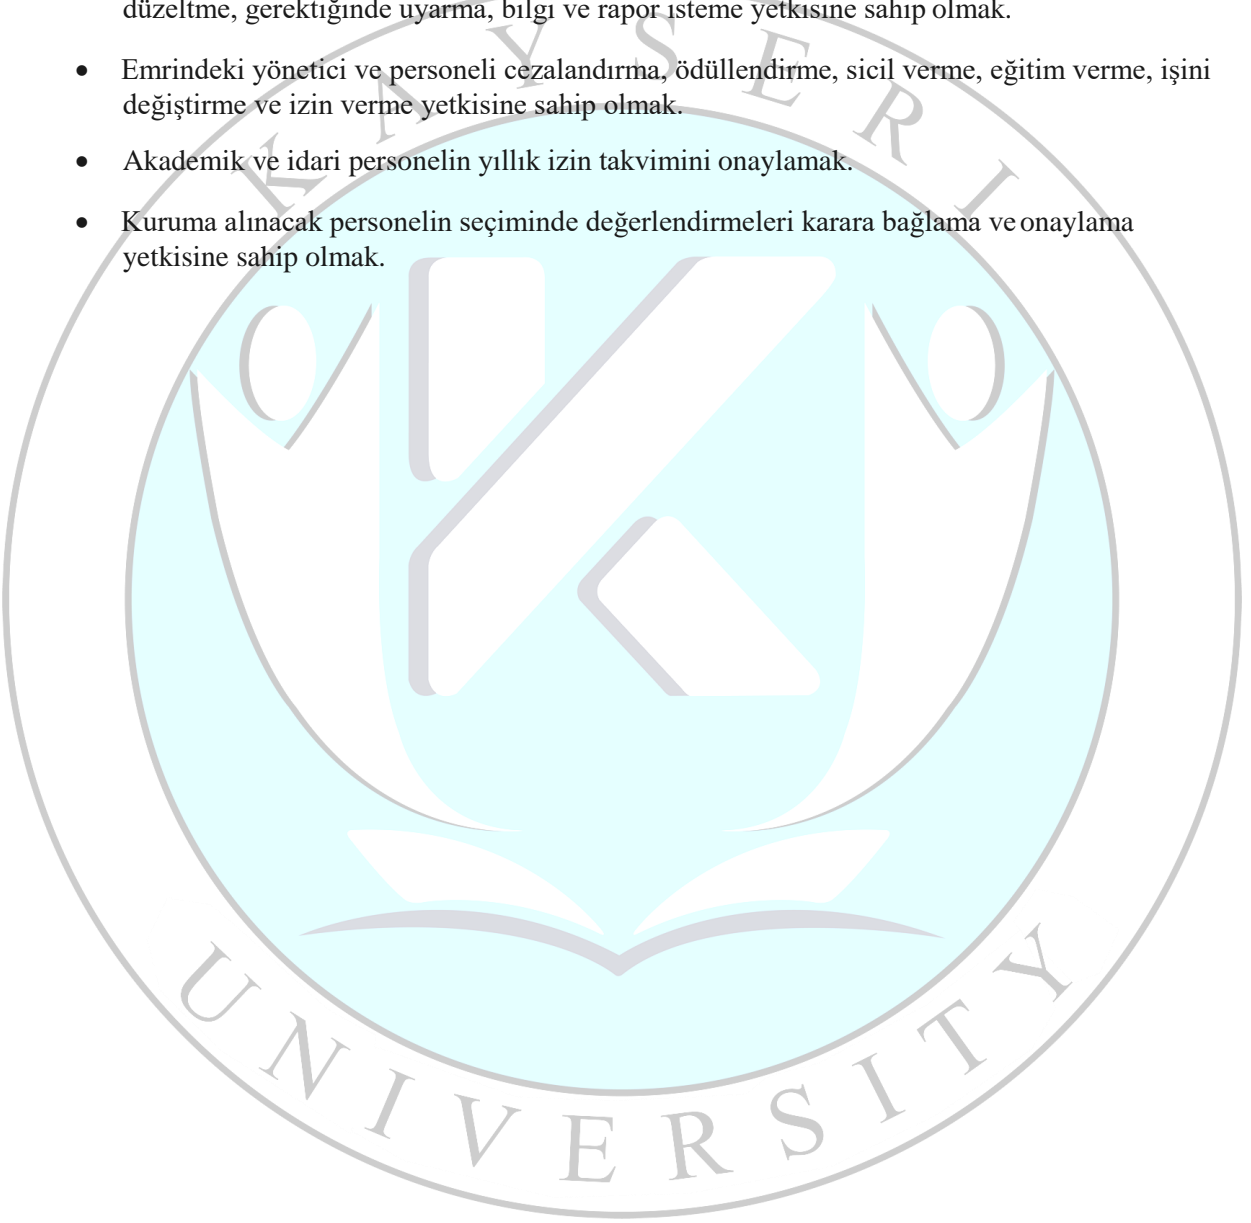 düzeltme, gerektiğinde uyarma, bilgi ve rapor isteme yetkisine sahip olmak.
• Emrindeki yönetici ve personeli cezalandırma, ödüllendirme, sicil verme, eğitim verme, işini
değiştirme ve izin verme yetkisine sahip olmak.
• Akademik ve idari personelin yıllık izin takvimini onaylamak.
• Kuruma alınacak personelin seçiminde değerlendirmeleri karara bağlama ve onaylama
yetkisine sahip olmak.
KAYSERI
UNIVERSITY